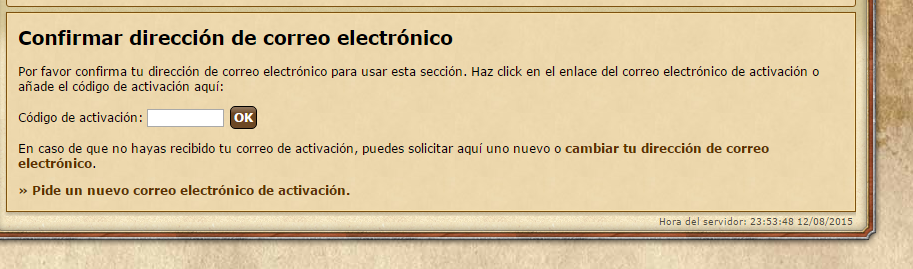 Confirmar dirección de correo electrónico
Por favor confirma tu dirección de correo electrónico para usar esta sección. Haz click en el enlace del correo electrónico de activación o
añade el código de activación aquí:
Código de activación: OK
En caso de que no hayas recibido tu correo de activación, puedes solicitar aquí uno nuevo o cambiar tu dirección de correo
electrónico.
» Pide un nuevo correo electrónico de activación.
Hora del servidor: 23:53:48 12/08/2015